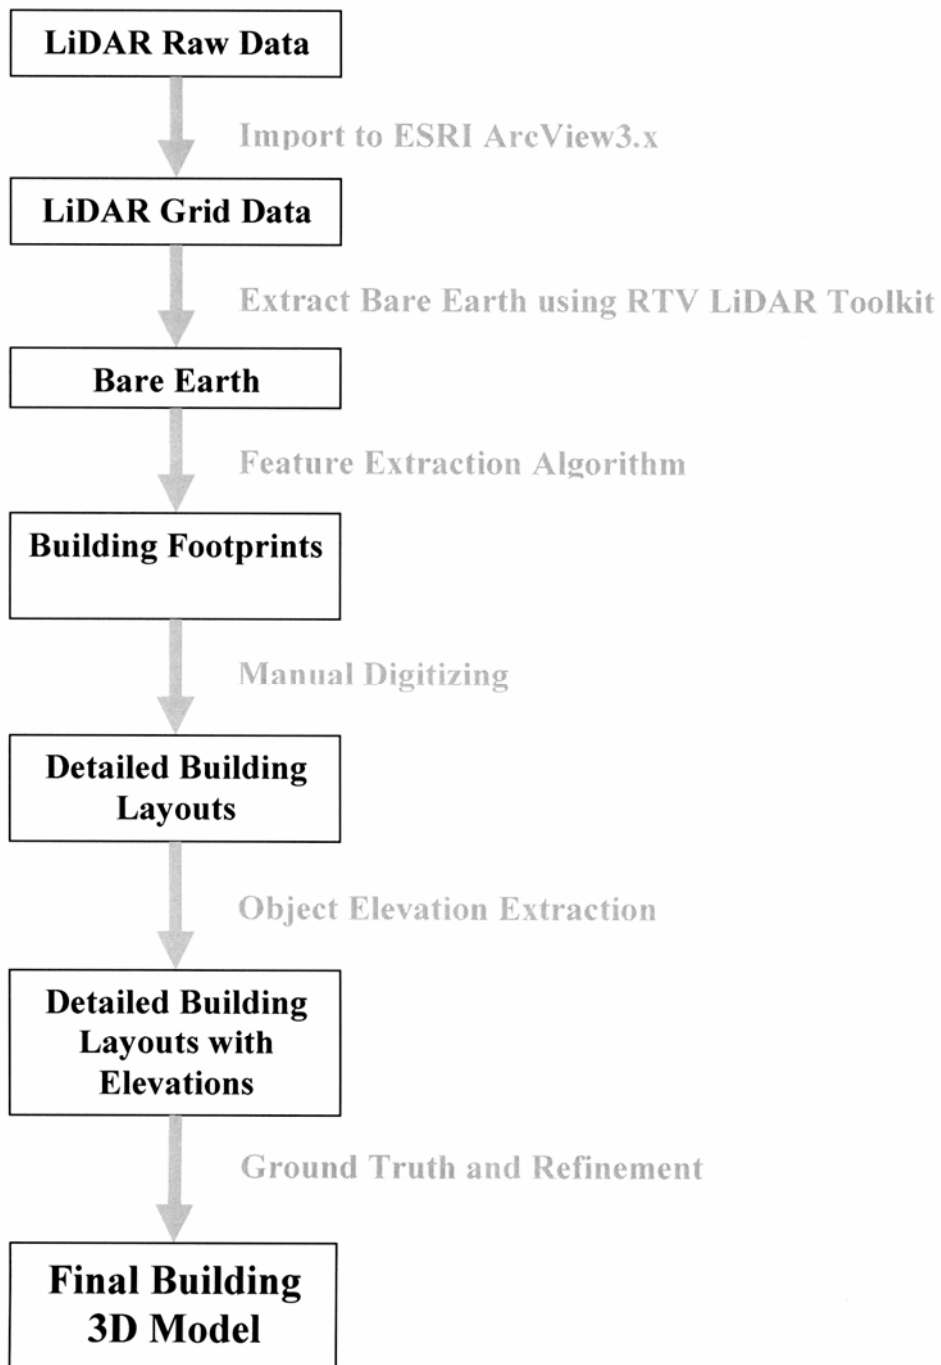 LiDAR Raw Data
Import to ESRI ArcView3.x
LiDAR Grid Data
Extract Bare Earth using RTV LiDAR Toolkit
Bare Earth
Feature Extraction Algorithm
Building Footprints
Manual Digitizing
Detailed Building
Layouts
Object Elevation Extraction
Detailed Building
Layouts with
Elevations
Ground Truth and Refinement
Final Building
3D Model